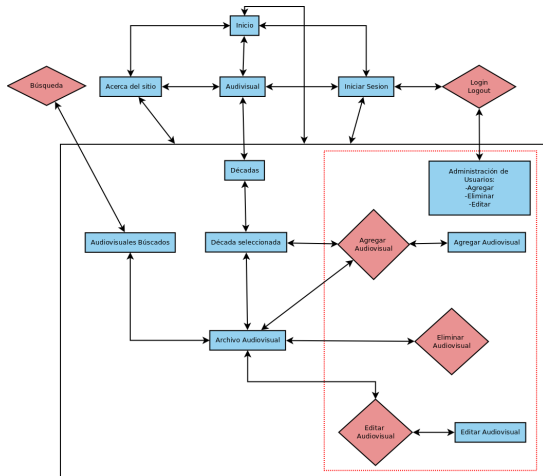 Inicio
Búsqueda
Acerca del sitio
Audivisual
Iniciar Sesion
Login
Logout
Décadas
Administración de
Usuarios:
-Agregar
-Eliminar
-Editar
Audiovisuales Búscados
Década seleccionada
Agregar
Audiovisual
Agregar Audiovisual
Archivo Audiovisual
Eliminar
Audiovisual
Editar
Audiovisual
Editar Audiovisual